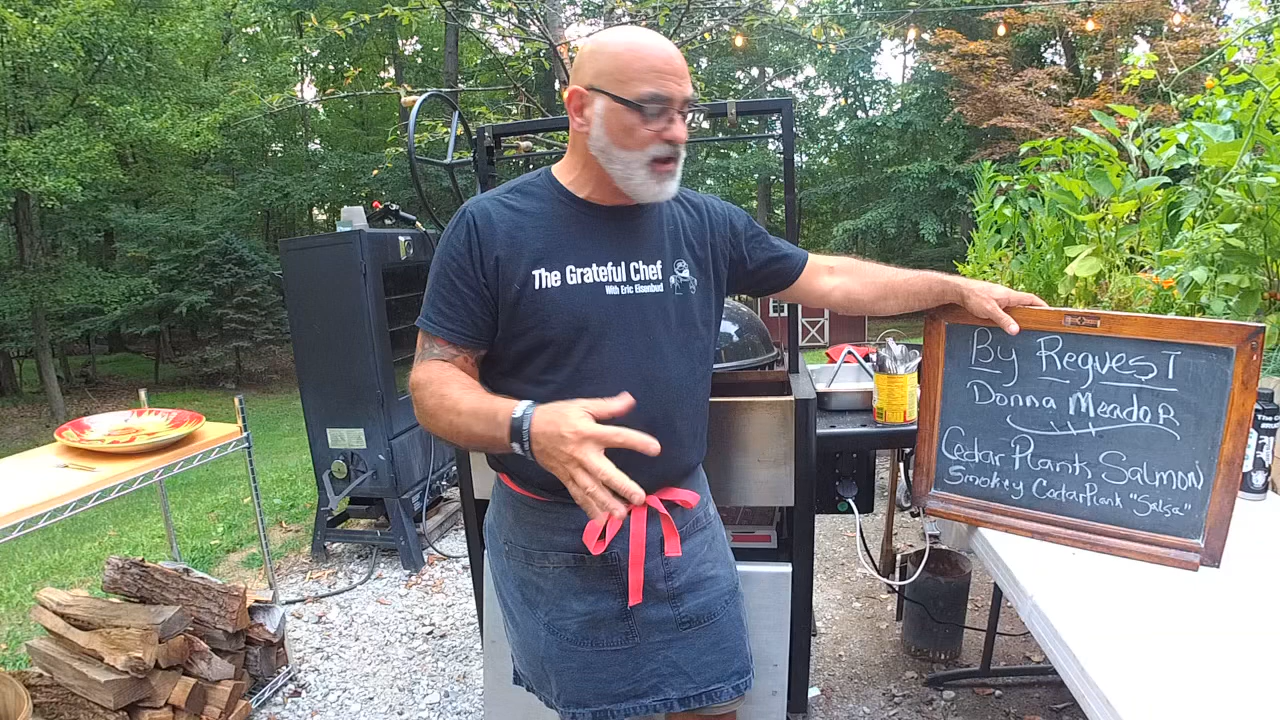 The Grateful Chef
With Eric Eisenbud
By Request
Donna Meador
Cedar Plank Salmon
Smokey Cedar Plank "Salsa"